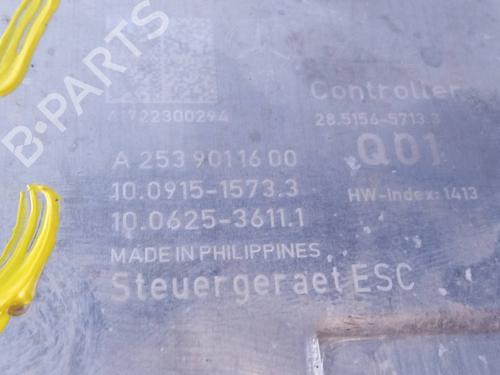 Controller
A1722300294
28.5156-5713.3
A 253 901 16 00
Q01
10.0915-1573.3
HW-Index: 1413
10.0625-3611.1
MADE IN PHILIPPINES
Steuergeraet ESC
B-PARTS